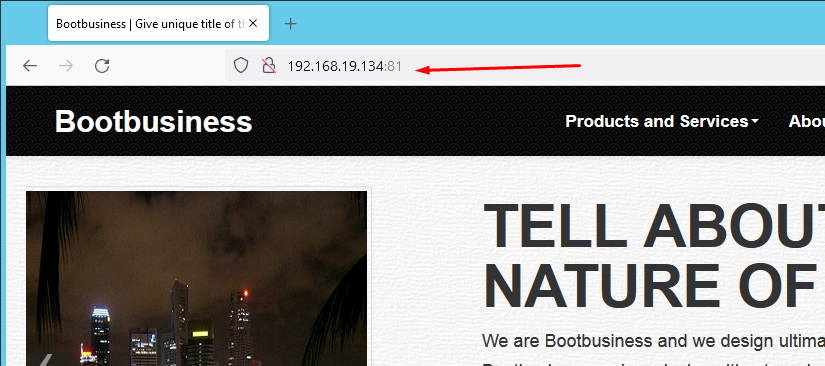 Bootbusiness | Give unique title of th
192.168.19.134:81
Bootbusiness
Products and Services
Abou
TELL ABOUT
NATURE OF
We are Bootbusiness and we design ultima